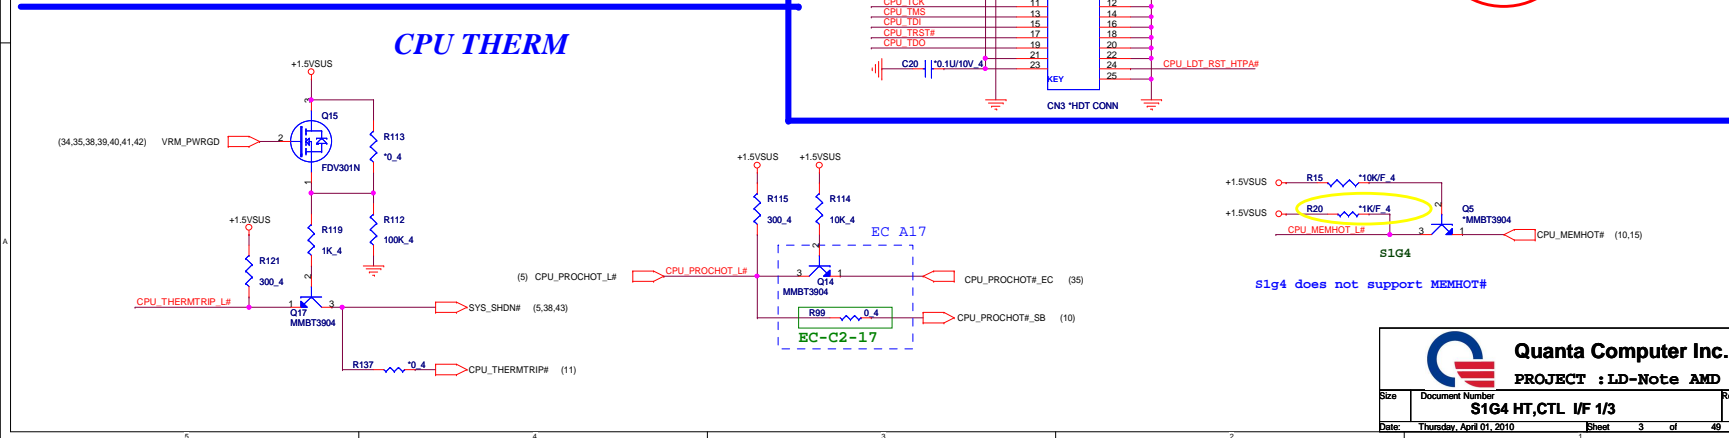 CPU_TCK 11 12
CPU_TMS 13 14
CPU_TDI 15 16
CPU_TRST# 17 18
CPU_TDO 19 20
21 22
C20 *0.1U/10V_4 23 24 CPU_LDT_RST_HTPA#
25
KEY
CN3 *HDT CONN
CPU THERM
+1.5VSUS
3
Q15
(34,35,38,39,40,41,42) VRM_PWRGD 2
FDV301N
1
R113
*0_4
R112
100K_4
R119
1K_4
+1.5VSUS
R121
300_4
2
CPU_THERMTRIP_L# 1 3 SYS_SHDN# (5,38,43)
Q17
MMBT3904
R137 *0_4 CPU_THERMTRIP# (11)
+1.5VSUS +1.5VSUS
R115
300_4
R114
10K_4
EC A17
2
(5) CPU_PROCHOT_L# CPU_PROCHOT_L# 3 1 CPU_PROCHOT#_EC (35)
Q14
MMBT3904
R99 0_4 CPU_PROCHOT#_SB (10)
EC-C2-17
+1.5VSUS R15 *10K/F_4
+1.5VSUS R20 *1K/F_4
2
Q5
*MMBT3904
CPU_MEMHOT_L# 3 1 CPU_MEMHOT# (10,15)
S1G4
S1g4 does not support MEMHOT#
Quanta Computer Inc.
PROJECT : LD-Note AMD
Size Document Number
S1G4 HT,CTL I/F 1/3
Date: Thursday, April 01, 2010 Sheet 3 of 49
A
5 4 3 2 1